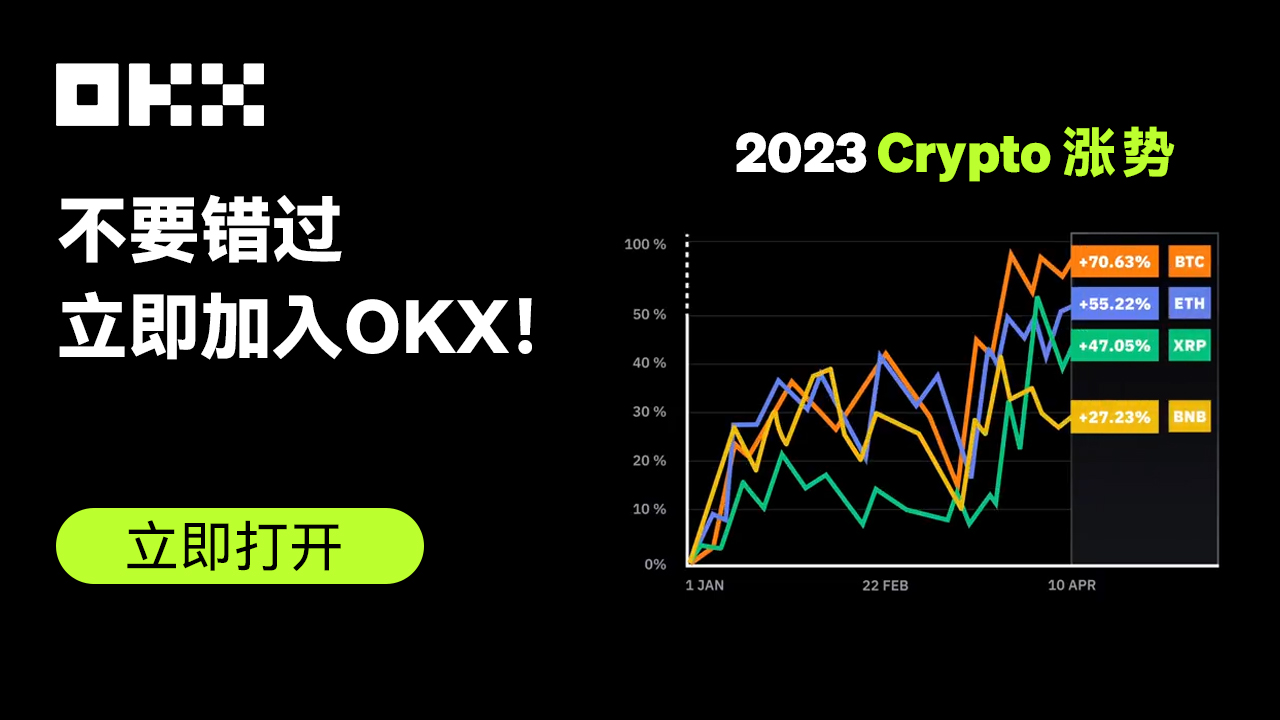 OKX
不要错过
立即加入OKX!
立即打开
2023 Crypto 涨势
100 %
50 %
40 %
30 %
20 %
10 %
0%
+70.63% BTC
+55.22% ETH
+47.05% XRP
+27.23% BNB
1 JAN 22 FEB 10 APR